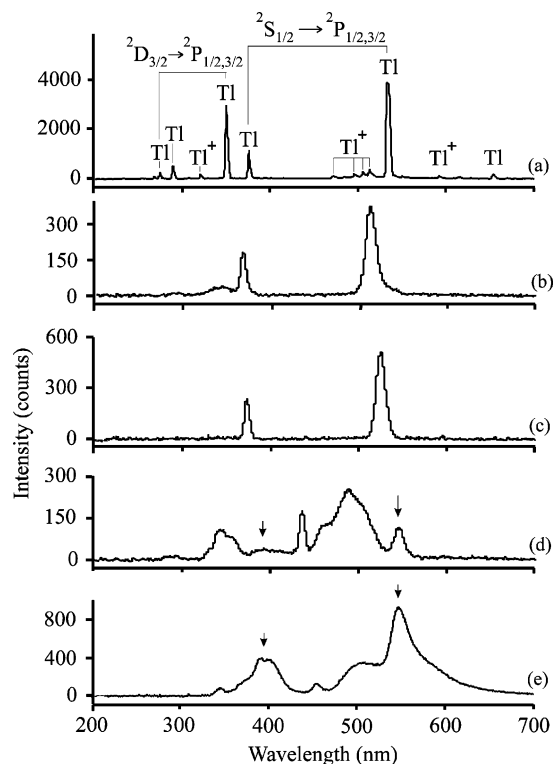 ²S₁/₂ → ²P₁/₂,₃/₂
²D₃/₂→²P₁/₂,₃/₂
4000
2000
0
Tl
Tl
Tl⁺
Tl
Tl
Tl⁺
Tl
Tl⁺
Tl
(a)
300
150
0
(b)
600
300
0
(c)
300
150
0
(d)
800
400
0
(e)
Intensity (counts)
200
300
400
500
600
700
Wavelength (nm)